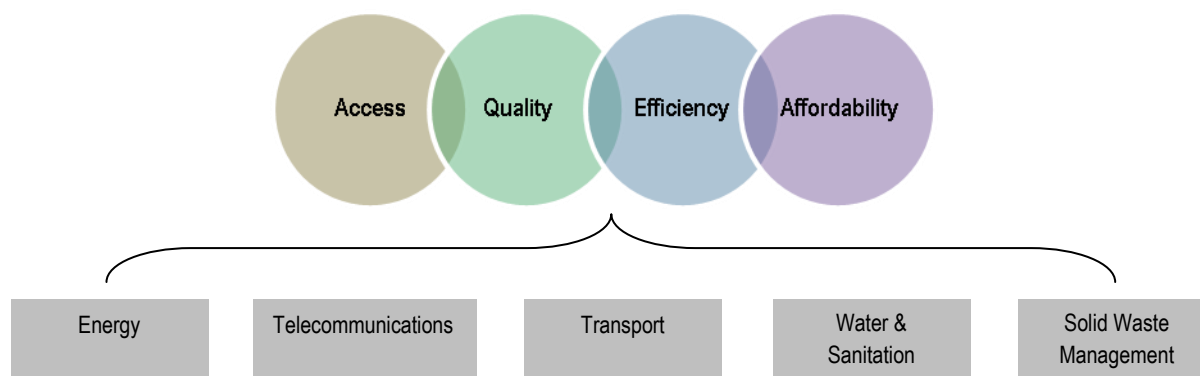 Access Quality Efficiency Affordability
Energy Telecommunications Transport Water & Solid Waste
Sanitation Management